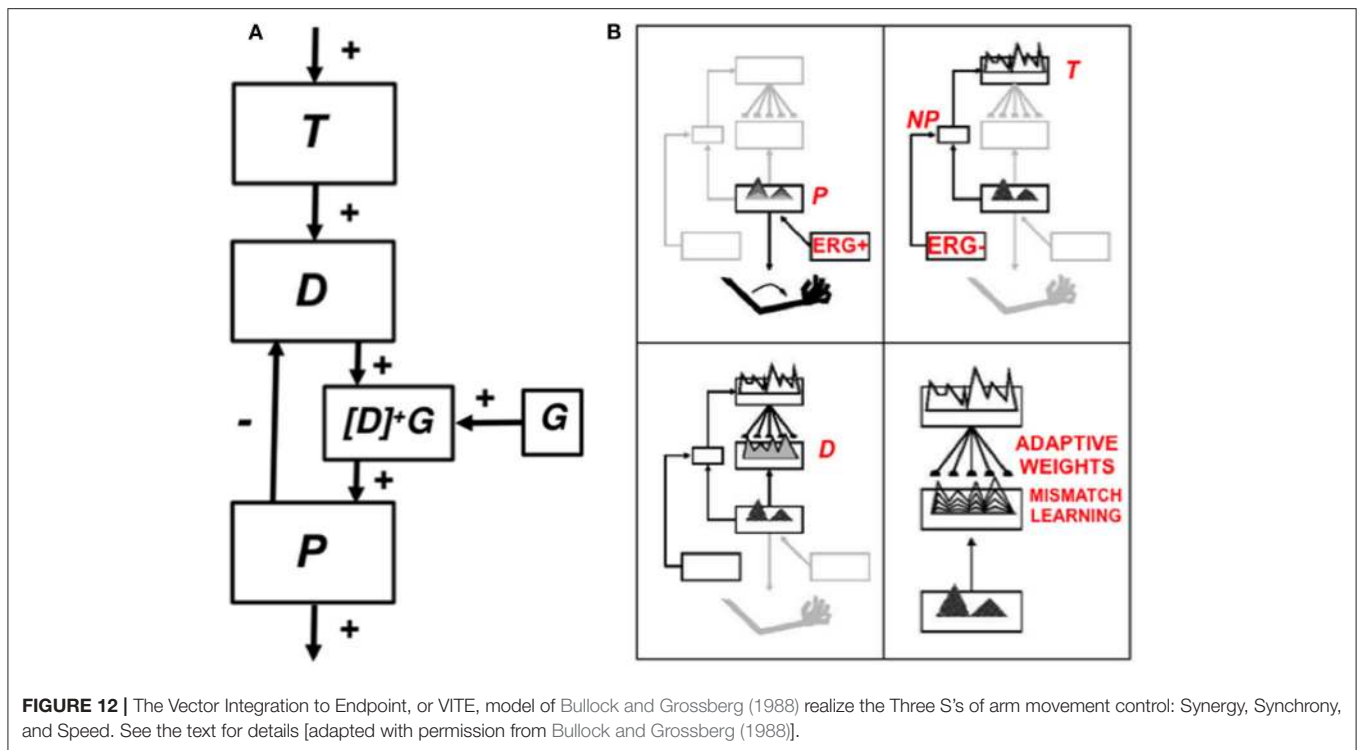 A
+
T
+
D
+
-
[D]⁺G
+
G
+
P
+
B
P
ERG+
T
NP
ERG-
D
ADAPTIVE
WEIGHTS
MISMATCH
LEARNING
FIGURE 12 | The Vector Integration to Endpoint, or VITE, model of Bullock and Grossberg (1988) realize the Three S's of arm movement control: Synergy, Synchrony,
and Speed. See the text for details [adapted with permission from Bullock and Grossberg (1988)].